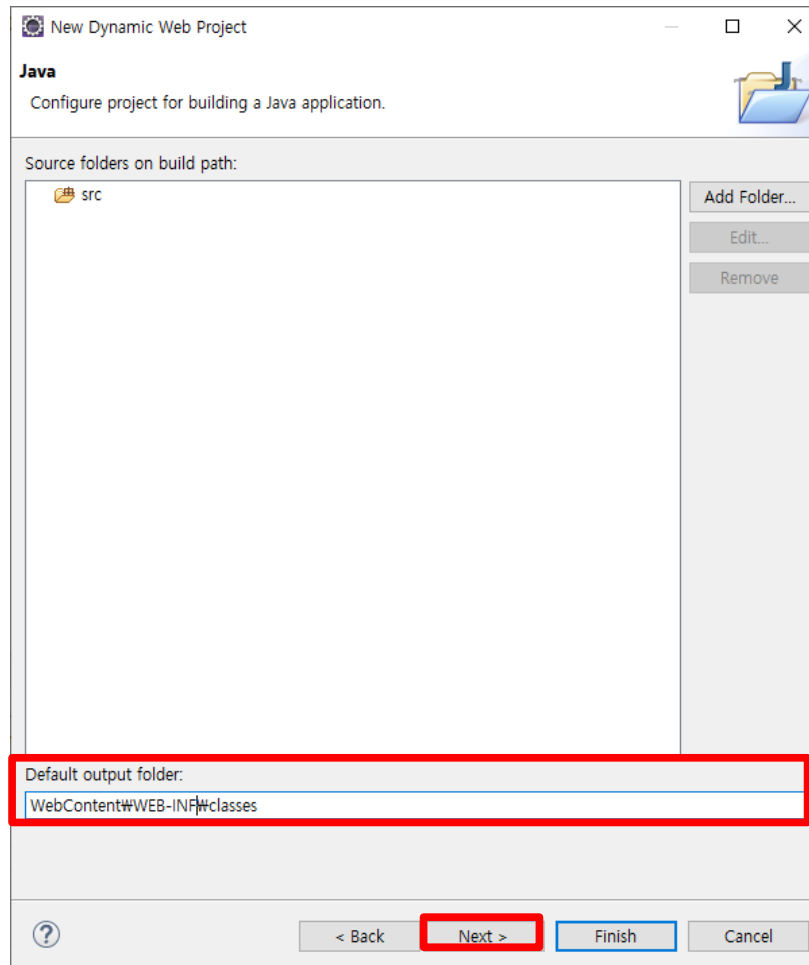 New Dynamic Web Project
Java
Configure project for building a Java application.
Source folders on build path:
src
Add Folder...
Edit...
Remove
Default output folder:
WebContent₩WEB-INF₩classes
?
< Back
Next >
Finish
Cancel